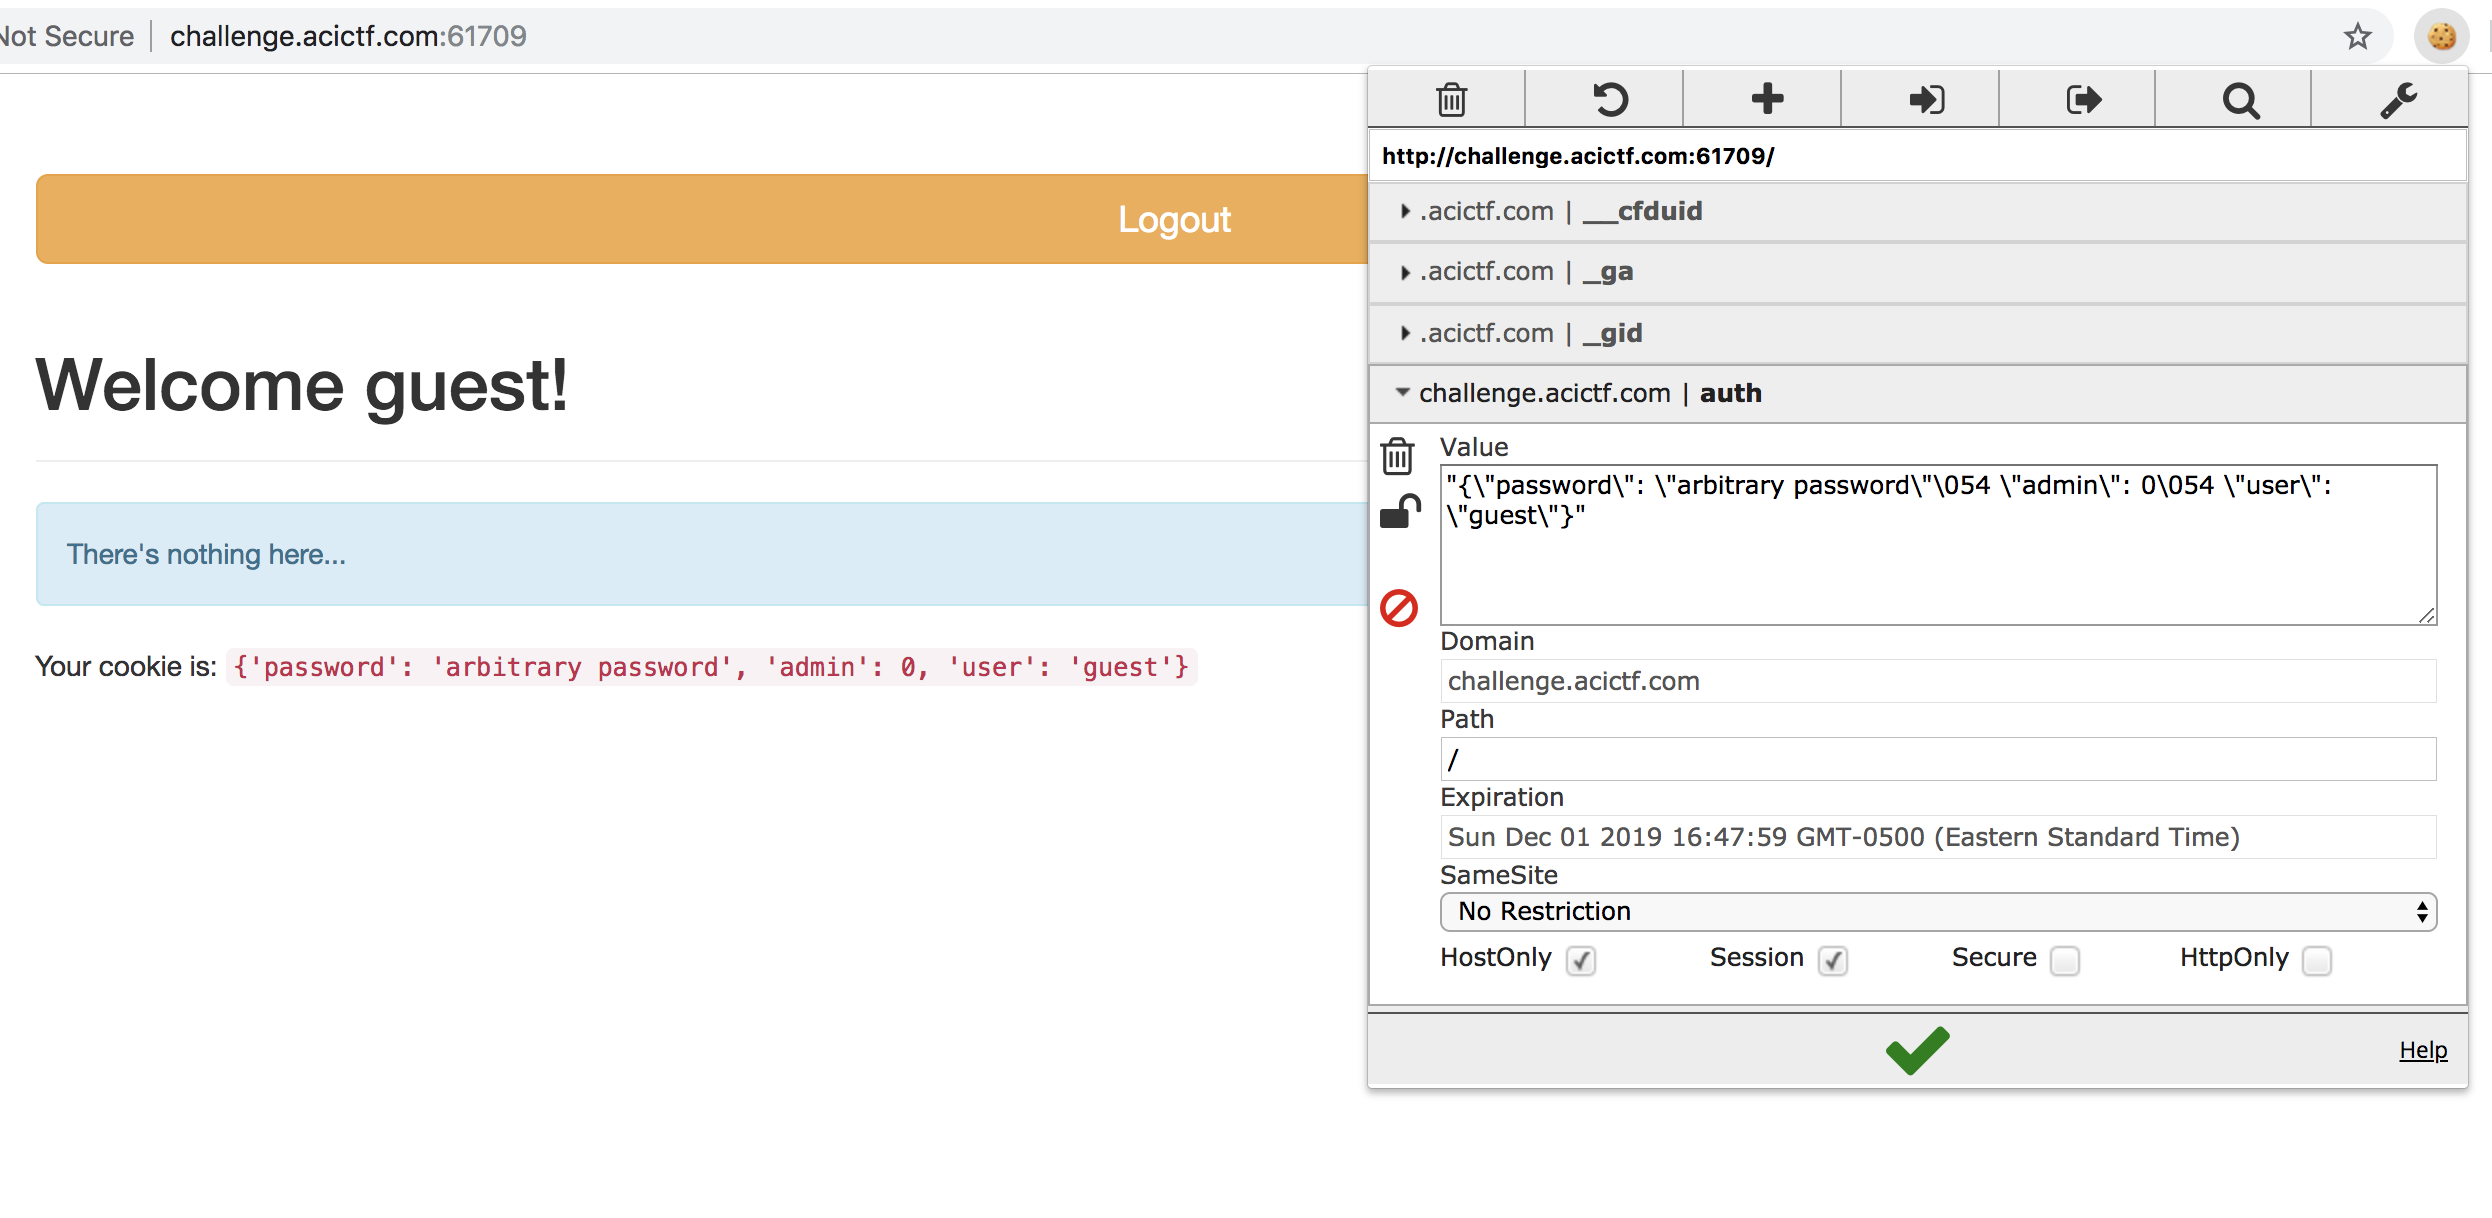 Not Secure | challenge.acictf.com:61709
http://challenge.acictf.com:61709/
.acictf.com | __cfduid
Logout
.acictf.com | _ga
.acictf.com | _gid
challenge.acictf.com | auth
Welcome guest!
Value
"{\"password\": \"arbitrary password\"\054 \"admin\": 0\054 \"user\":
\"guest\"}"
There's nothing here...
Your cookie is: {'password': 'arbitrary password', 'admin': 0, 'user': 'guest'}
Domain
challenge.acictf.com
Path
/
Expiration
Sun Dec 01 2019 16:47:59 GMT-0500 (Eastern Standard Time)
SameSite
No Restriction
HostOnly Session Secure HttpOnly
Help